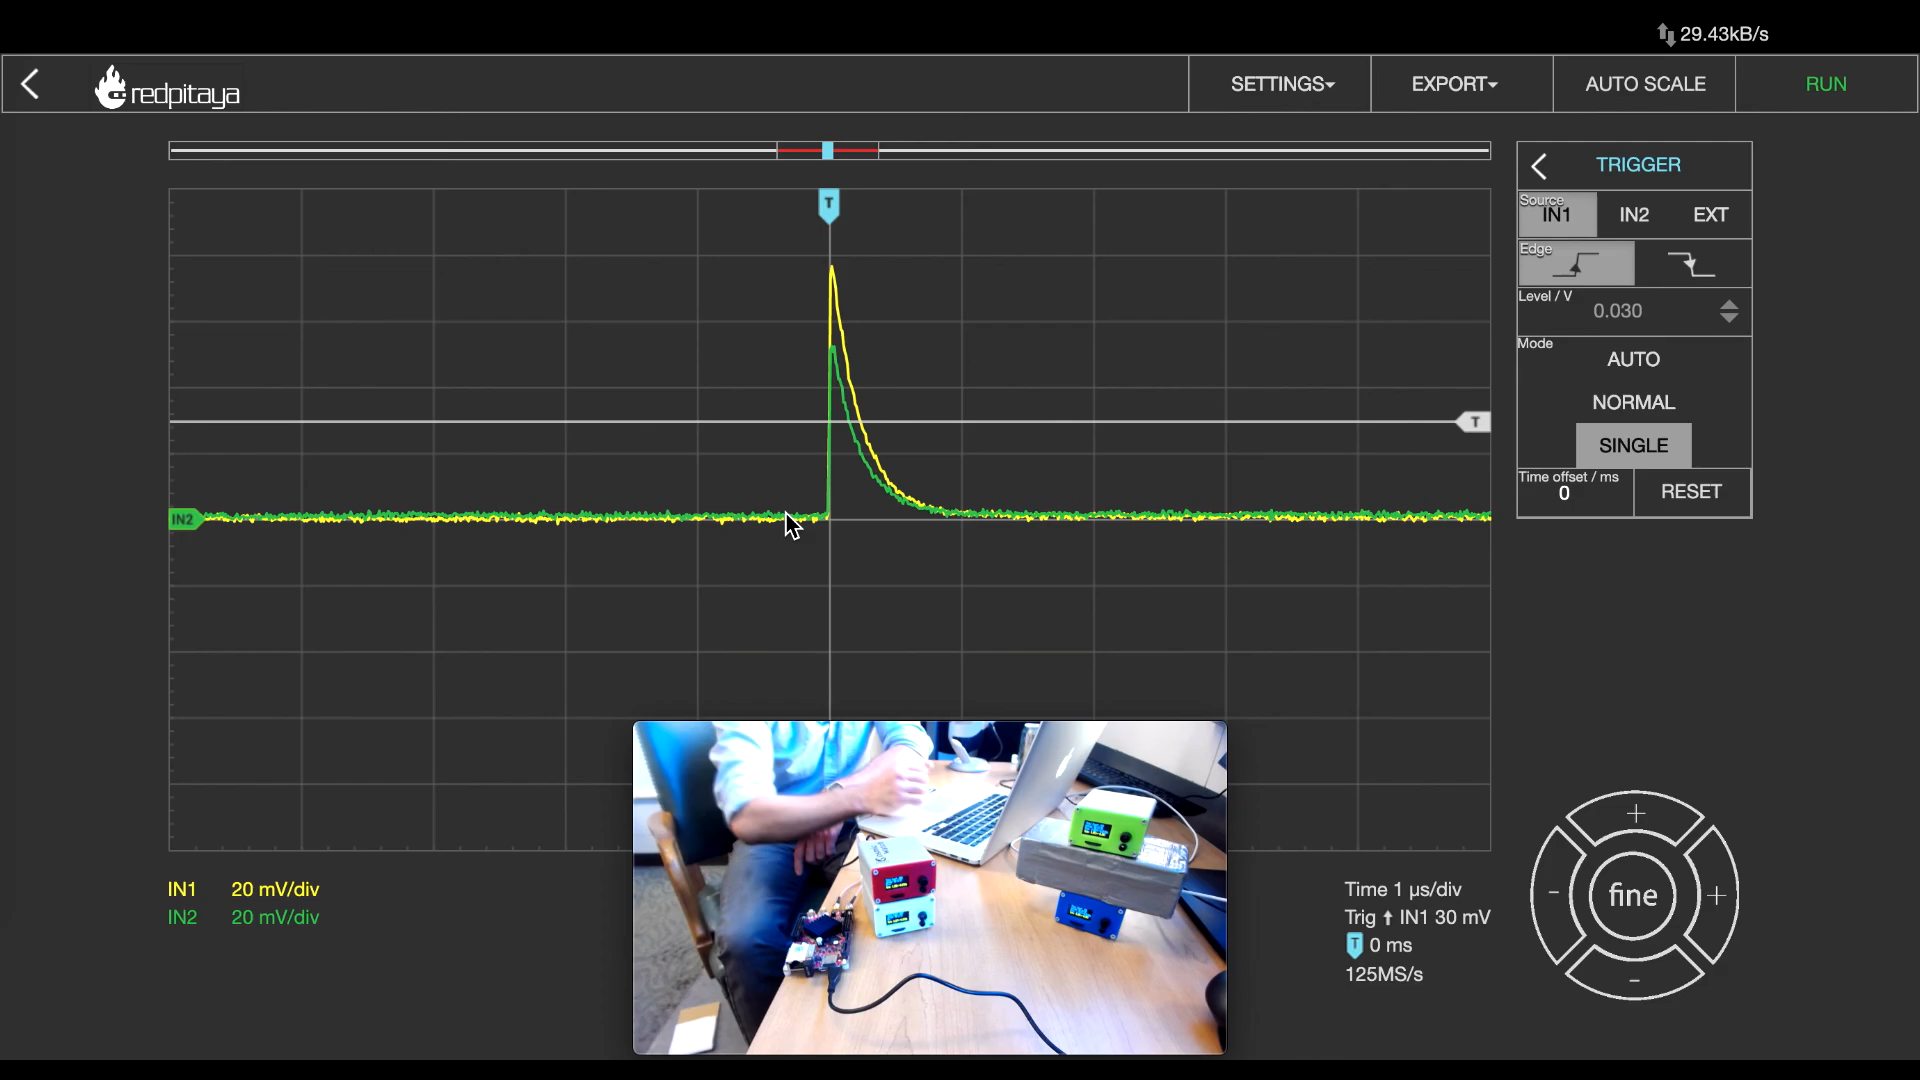 29.43kB/s
redpitaya
SETTINGS
EXPORT
AUTO SCALE
RUN
TRIGGER
Source
IN1
IN2
EXT
Edge
Level / V
0.030
Mode
AUTO
NORMAL
SINGLE
Time offset / ms
0
RESET
T
T
IN2
IN1 20 mV/div
IN2 20 mV/div
Time 1 µs/div
Trig ↑ IN1 30 mV
T 0 ms
125MS/s
+
- fine +
-